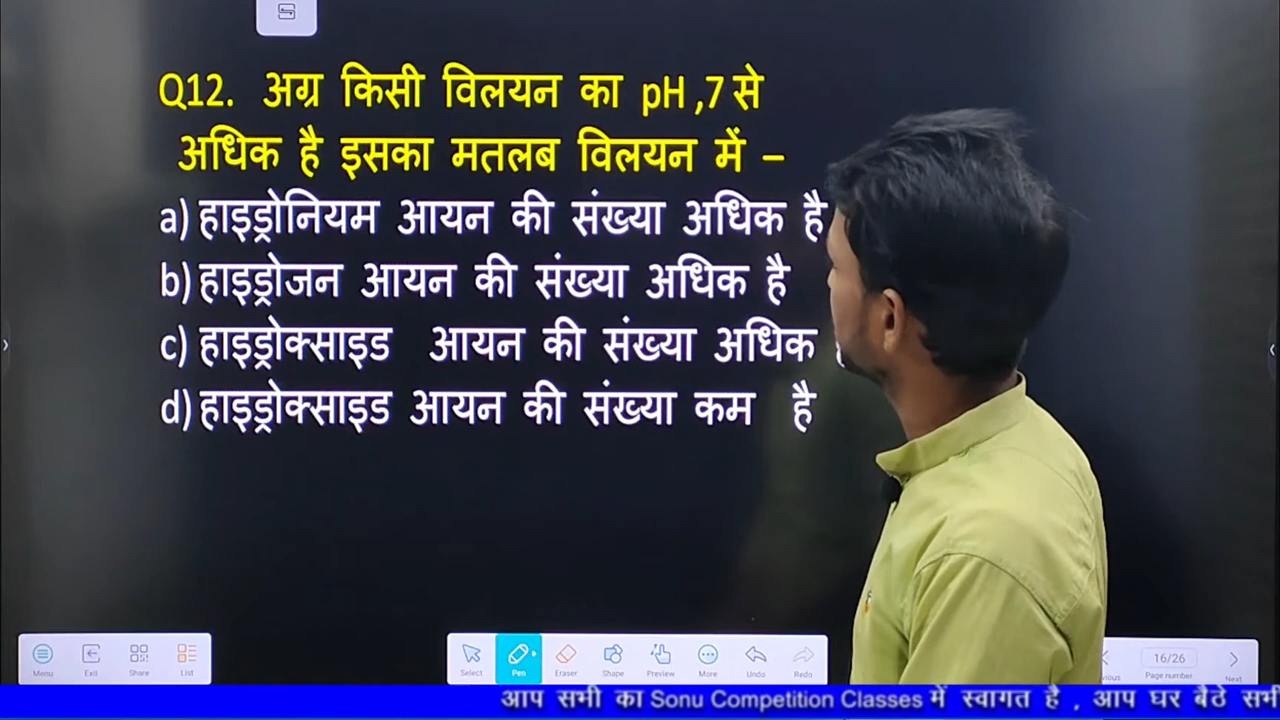 Q12. अग्र किसी विलयन का pH ,7 से
अधिक है इसका मतलब विलयन में –
a) हाइड्रोनियम आयन की संख्या अधिक है
b) हाइड्रोजन आयन की संख्या अधिक है
c) हाइड्रोक्साइड आयन की संख्या अधिक
d) हाइड्रोक्साइड आयन की संख्या कम है
Menu Exit Share List Select Pen Eraser Shape Preview More Undo Redo 16/26 Page number Next
आप सभी का Sonu Competition Classes में स्वागत है , आप घर बैठे सभी